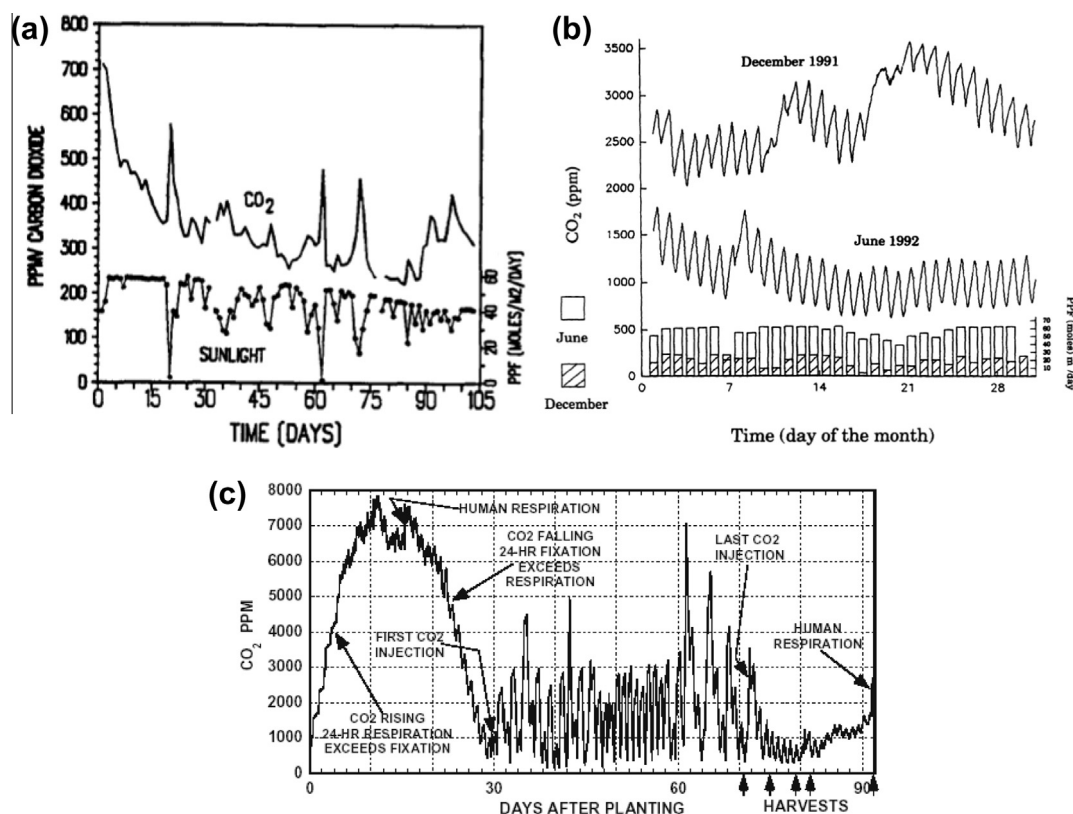 (a)
800
700
600
500
400
300
200
100
0
PPMV CARBON DIOXIDE
CO2
SUNLIGHT
60
40
20
0
PPF (MOLES/M2/DAY)
0 15 30 45 60 75 90 105
TIME (DAYS)
(b)
3500
3000
2500
2000
1500
1000
500
0
CO2 (ppm)
December 1991
June 1992
June
December
PPF (moles) m /day
0 7 14 21 28
Time (day of the month)
(c)
8000
7000
6000
5000
4000
3000
2000
1000
0
CO2 PPM
HUMAN RESPIRATION
CO2 FALLING
24-HR FIXATION
EXCEEDS
RESPIRATION
FIRST CO2
INJECTION
CO2 RISING
24-HR RESPIRATION
EXCEEDS FIXATION
LAST CO2
INJECTION
HUMAN
RESPIRATION
0 30 60 90
DAYS AFTER PLANTING
HARVESTS